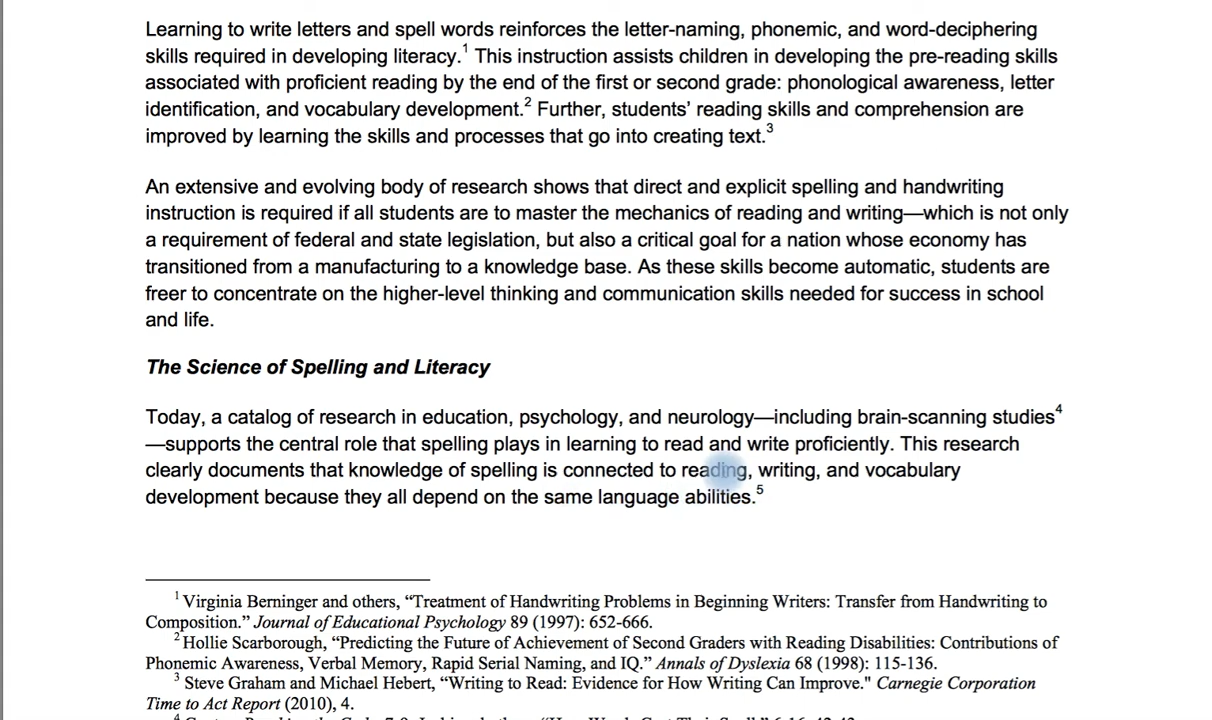 Learning to write letters and spell words reinforces the letter-naming, phonemic, and word-deciphering
skills required in developing literacy.1 This instruction assists children in developing the pre-reading skills
associated with proficient reading by the end of the first or second grade: phonological awareness, letter
identification, and vocabulary development.2 Further, students’ reading skills and comprehension are
improved by learning the skills and processes that go into creating text.3
An extensive and evolving body of research shows that direct and explicit spelling and handwriting
instruction is required if all students are to master the mechanics of reading and writing—which is not only
a requirement of federal and state legislation, but also a critical goal for a nation whose economy has
transitioned from a manufacturing to a knowledge base. As these skills become automatic, students are
freer to concentrate on the higher-level thinking and communication skills needed for success in school
and life.
The Science of Spelling and Literacy
Today, a catalog of research in education, psychology, and neurology—including brain-scanning studies4
—supports the central role that spelling plays in learning to read and write proficiently. This research
clearly documents that knowledge of spelling is connected to reading, writing, and vocabulary
development because they all depend on the same language abilities.5
1 Virginia Berninger and others, “Treatment of Handwriting Problems in Beginning Writers: Transfer from Handwriting to
Composition.” Journal of Educational Psychology 89 (1997): 652-666.
2 Hollie Scarborough, “Predicting the Future of Achievement of Second Graders with Reading Disabilities: Contributions of
Phonemic Awareness, Verbal Memory, Rapid Serial Naming, and IQ.” Annals of Dyslexia 68 (1998): 115-136.
3 Steve Graham and Michael Hebert, “Writing to Read: Evidence for How Writing Can Improve." Carnegie Corporation
Time to Act Report (2010), 4.